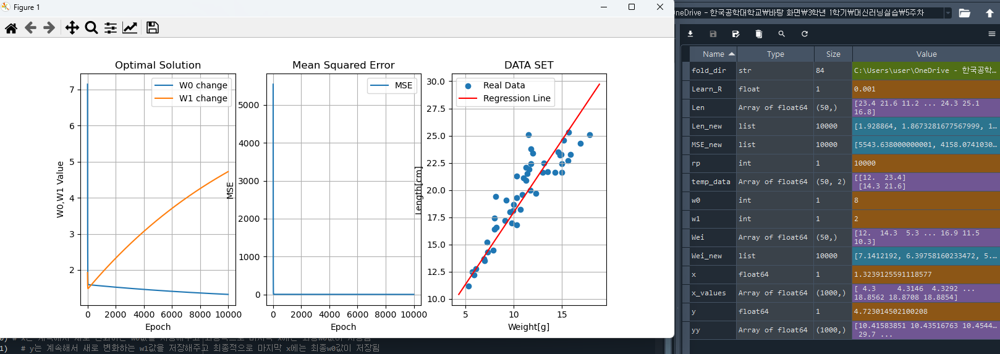 Figure 1
OneDrive - 한국공학대학교₩바탕 화면₩3학년 1학기₩머신러닝실습₩5주차
Optimal Solution
W0 change
W1 change
7
6
5
4
3
2
W0,W1 Value
0 2000 4000 6000 8000 10000
Epoch
Mean Squared Error
MSE
5000
4000
3000
2000
1000
0
MSE
0 2000 4000 6000 8000 10000
Epoch
DATA SET
Real Data
Regression Line
30.0
27.5
25.0
22.5
20.0
17.5
15.0
12.5
10.0
Length[cm]
5 10 15
Weight[g]
Name Type Size Value
fold_dir str 84 C:\Users\user\OneDrive - 한국공학…
Learn_R float 1 0.001
Len Array of float64 (50,) [23.4 21.6 11.2 ... 24.3 25.1
16.8]
Len_new list 10000 [1.928864, 1.8673281677567999, 1…
MSE_new list 10000 [5543.638000000001, 4158.0741030…
rp int 1 10000
temp_data Array of float64 (50, 2) [[12. 23.4]
[14.3 21.6]
w0 int 1 8
w1 int 1 2
Wei Array of float64 (50,) [12. 14.3 5.3 ... 16.9 11.5
10.3]
Wei_new list 10000 [7.1412192, 6.39758160233472, 5.…
x float64 1 1.3239125591118577
x_values Array of float64 (1000,) [ 4.3 4.3146 4.3292 ...
18.8562 18.8708 18.8854]
y float64 1 4.723014502100208
yy Array of float64 (1000,) [10.41583851 10.43516763 10.4544…
29.7 ...
1) # y는 계속해서 새로 변화하는 w1값을 저장해주고 최종적으로 마지막 x에는 최종w0값이 저장됨